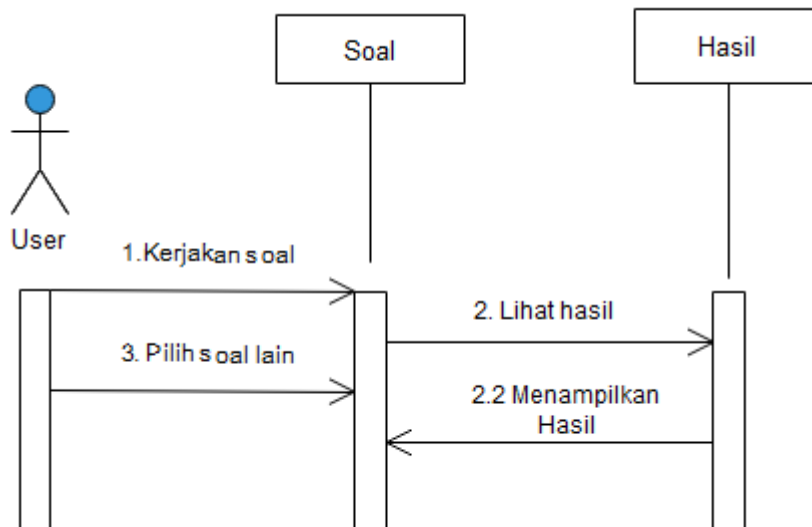 Soal
Hasil
User
1.Kerjakan soal
2. Lihat hasil
3. Pilih soal lain
2.2 Menampilkan
Hasil